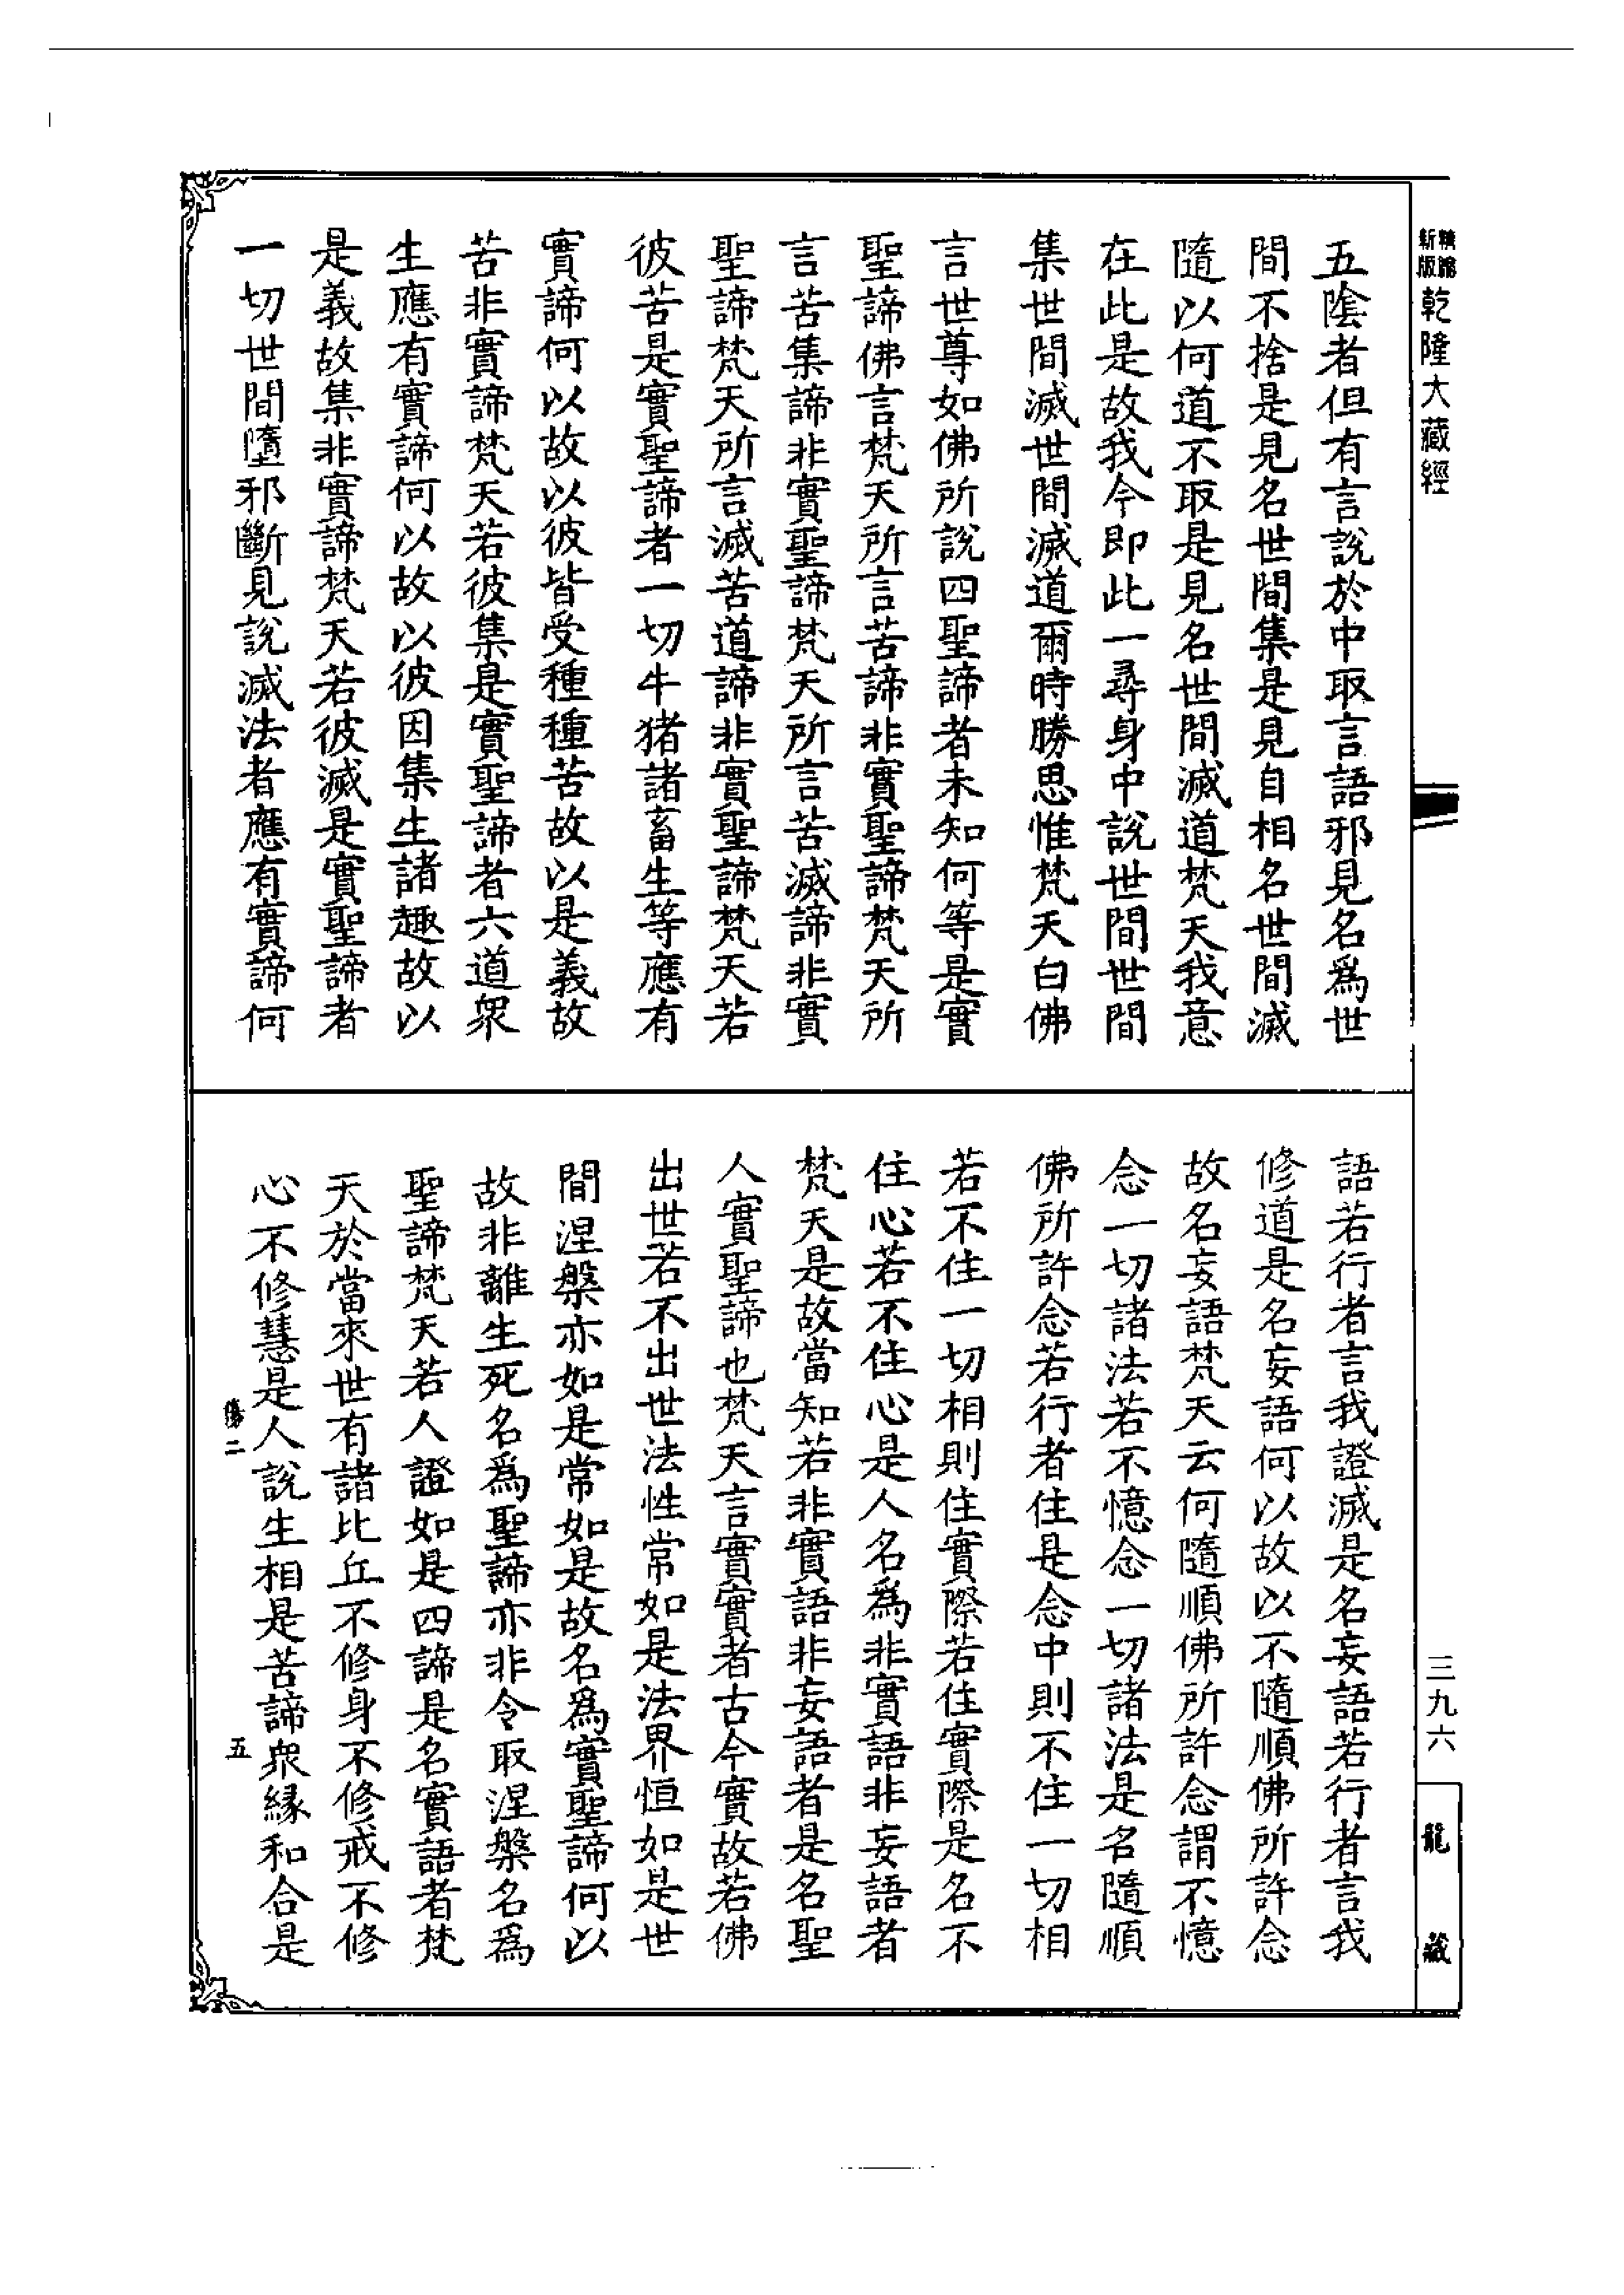 新版精縮
乾隆大藏經
五陰者但有言說於中取言語邪見名為世
間不捨是見名世間集是見自相名世間滅
隨以何道不取是見名世間滅道梵天我意
在此是故我今即此一尋身中說世間世間
集世間滅世間滅道爾時勝思惟梵天白佛
言世尊如佛所說四聖諦者未知何等是實
聖諦佛言梵天所言苦諦非實聖諦梵天所
言苦集諦非實聖諦梵天所言苦滅諦非實
聖諦梵天所言滅苦道諦非實聖諦梵天若
彼苦是實聖諦者一切牛猪諸畜生等應有
實諦何以故以彼皆受種種苦故以是義故
苦非實諦梵天若彼集是實聖諦者六道衆
生應有實諦何以故以彼因集生諸趣故以
是義故集非實諦梵天若彼滅是實聖諦者
一切世間墮邪斷見說滅法者應有實諦何
語若行者言我證滅是名妄語若行者言我
修道是名妄語何以故以不隨順佛所許念
故名妄語梵天云何隨順佛所許念謂不憶
念一切諸法若不憶念一切諸法是名隨順
佛所許念若行者住是念中則不住一切相
若不住一切相則住實際若住實際是名不
住心若不住心是人名為非實語非妄語者
梵天是故當知若非實語非妄語者是名聖
人實聖諦也梵天言實實者古今實故若佛
出世若不出世法性常如是法界恒如是世
間涅槃亦如是常如是故名為實聖諦何以
故非離生死名為聖諦亦非令取涅槃名為
聖諦梵天若人證如是四諦是名實語者梵
天於當來世有諸比丘不修身不修戒不修
心不修慧是人說生相是苦諦衆緣和合是
傷二 五
三九六
龍藏